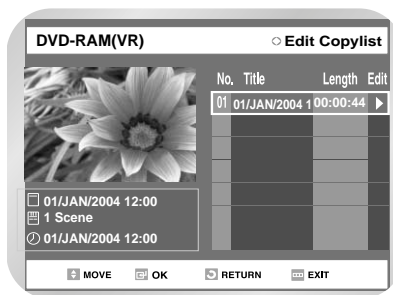 DVD-RAM(VR) Edit Copylist
No. Title Length Edit
01 01/JAN/2004 1 00:00:44
01/JAN/2004 12:00
1 Scene
01/JAN/2004 12:00
MOVE OK RETURN EXIT